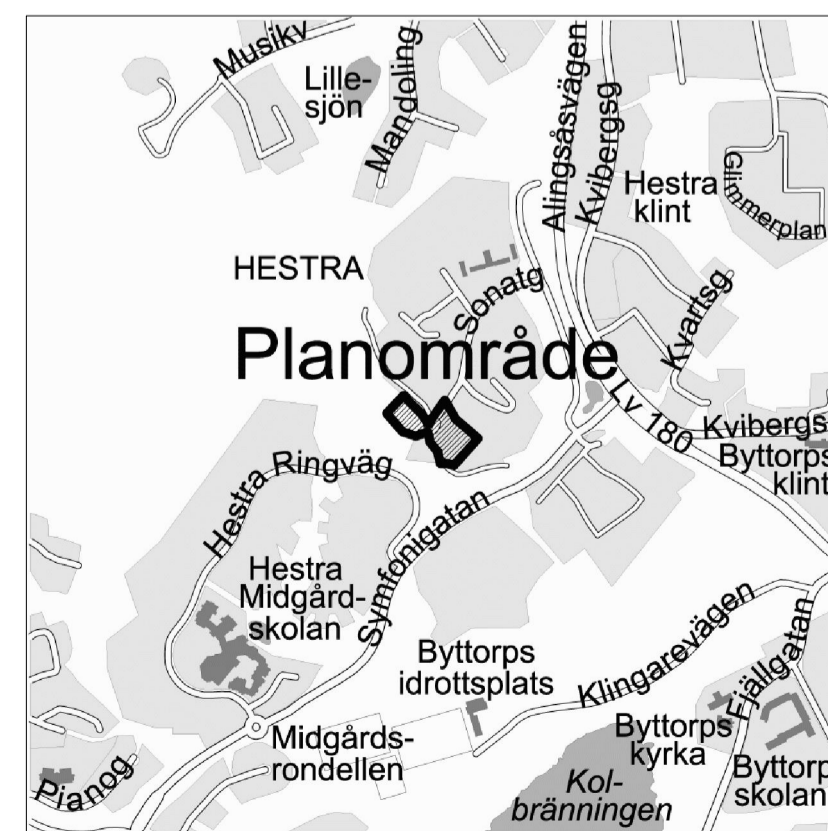 Musikv
Lille-
sjön
Mandoling
Alingsåsvägen
Kvibergsg
Hestra
klint
Glimmerplan
HESTRA
Sonatg
Kvartsg
Planområde
Lv 180
Kvibergs
Byttorps
klint
Hestra Ringväg
Symfonigatan
Hestra
Midgård-
skolan
Byttorps
idrottsplats
Klingarevägen
Fjällgatan
Midgårds-
rondellen
Byttorps
kyrka
Byttorp
skolan
Pianog
Kol-
bränningen